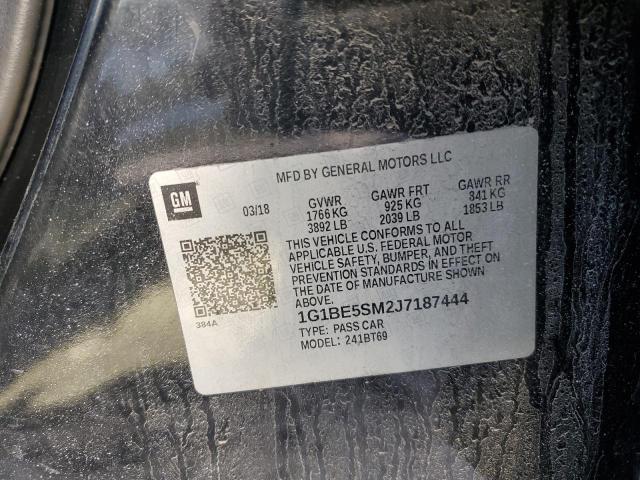 MFD BY GENERAL MOTORS LLC
GM 03/18 GVWR GAWR FRT GAWR RR
1766 KG 925 KG 841 KG
3892 LB 2039 LB 1853 LB
THIS VEHICLE CONFORMS TO ALL
APPLICABLE U.S. FEDERAL MOTOR
VEHICLE SAFETY, BUMPER, AND THEFT
PREVENTION STANDARDS IN EFFECT ON
THE DATE OF MANUFACTURE SHOWN
ABOVE.
1G1BE5SM2J7187444
384A TYPE: PASS CAR
MODEL: 241BT69